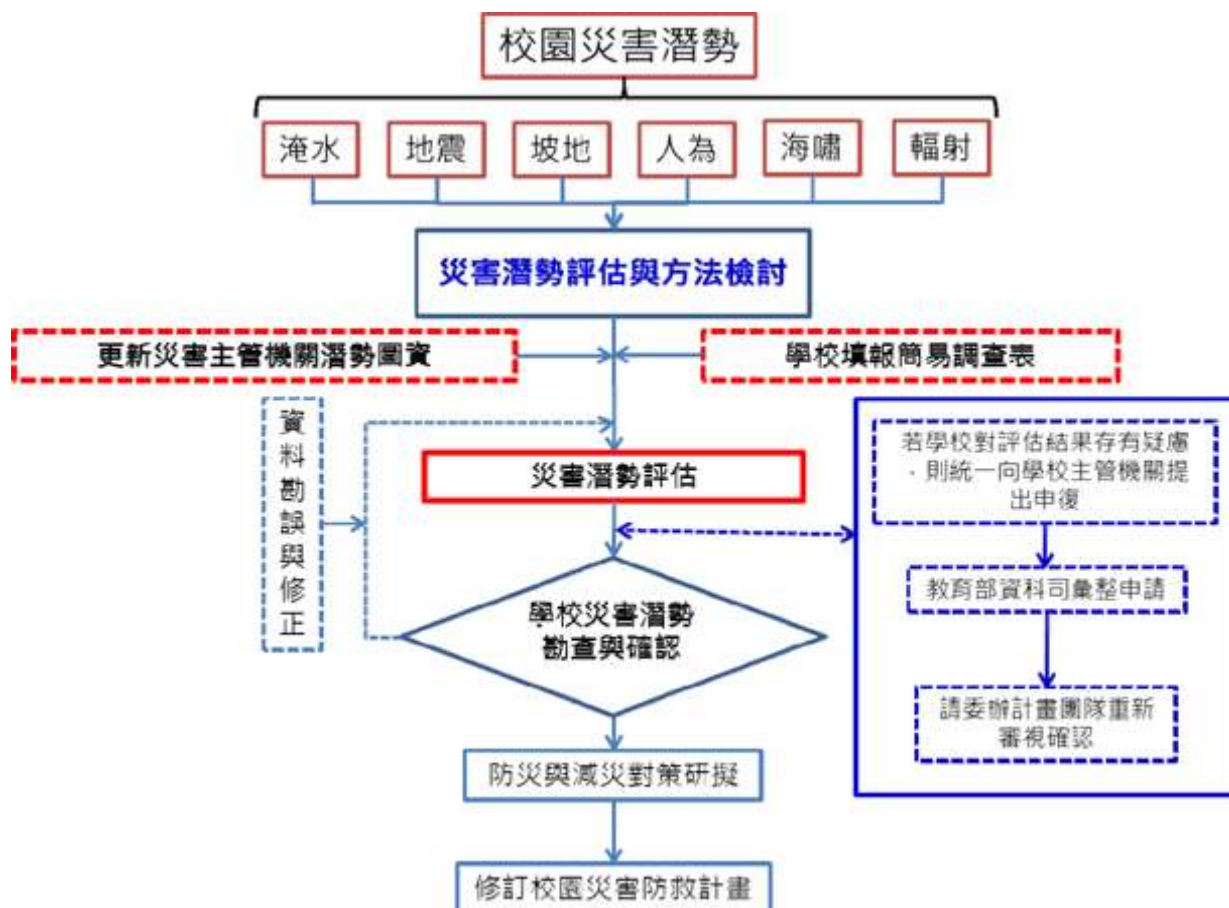 校園災害潛勢
淹水
地震
坡地
人為
海嘯
輻射
災害潛勢評估與方法檢討
更新災害主管機關潛勢圖資
學校填報簡易調查表
資料勘誤與修正
災害潛勢評估
若學校對評估結果存有疑慮
，則統一向學校主管機關提
出申復
教育部資科司彙整申請
學校災害潛勢
勘查與確認
請委辦計畫團隊重新
審視確認
防災與減災對策研擬
修訂校園災害防救計畫